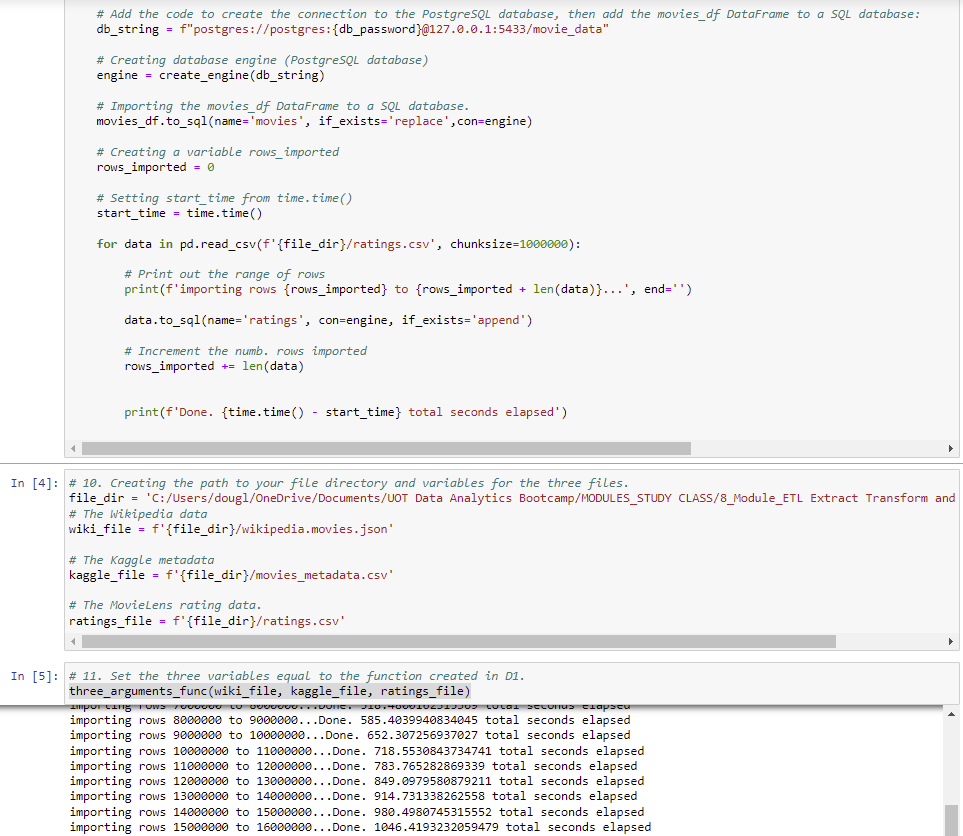 # Add the code to create the connection to the PostgreSQL database, then add the movies_df DataFrame to a SQL database:
db_string = f"postgres://postgres:{db_password}@127.0.0.1:5433/movie_data"
# Creating database engine (PostgreSQL database)
engine = create_engine(db_string)
# Importing the movies_df DataFrame to a SQL database.
movies_df.to_sql(name='movies', if_exists='replace',con=engine)
# Creating a variable rows_imported
rows_imported = 0
# Setting start_time from time.time()
start_time = time.time()
for data in pd.read_csv(f'{file_dir}/ratings.csv', chunksize=1000000):
# Print out the range of rows
print(f'importing rows {rows_imported} to {rows_imported + len(data)}...', end='')
data.to_sql(name='ratings', con=engine, if_exists='append')
# Increment the numb. rows imported
rows_imported += len(data)
print(f'Done. {time.time() - start_time} total seconds elapsed')
In [4]: # 10. Creating the path to your file directory and variables for the three files.
file_dir = 'C:/Users/dougl/OneDrive/Documents/UOT Data Analytics Bootcamp/MODULES_STUDY CLASS/8_Module_ETL Extract Transform and
# The Wikipedia data
wiki_file = f'{file_dir}/wikipedia.movies.json'
# The Kaggle metadata
kaggle_file = f'{file_dir}/movies_metadata.csv'
# The MovieLens rating data.
ratings_file = f'{file_dir}/ratings.csv'
In [5]: # 11. Set the three variables equal to the function created in D1.
three_arguments_func(wiki_file, kaggle_file, ratings_file)
importing rows 7000000 to 8000000...Done. total seconds elapsed
importing rows 8000000 to 9000000...Done. 585.4039940834045 total seconds elapsed
importing rows 9000000 to 10000000...Done. 652.307256937027 total seconds elapsed
importing rows 10000000 to 11000000...Done. 718.5530843734741 total seconds elapsed
importing rows 11000000 to 12000000...Done. 783.765282869339 total seconds elapsed
importing rows 12000000 to 13000000...Done. 849.0979580879211 total seconds elapsed
importing rows 13000000 to 14000000...Done. 914.731338262558 total seconds elapsed
importing rows 14000000 to 15000000...Done. 980.4980745315552 total seconds elapsed
importing rows 15000000 to 16000000...Done. 1046.4193232059479 total seconds elapsed